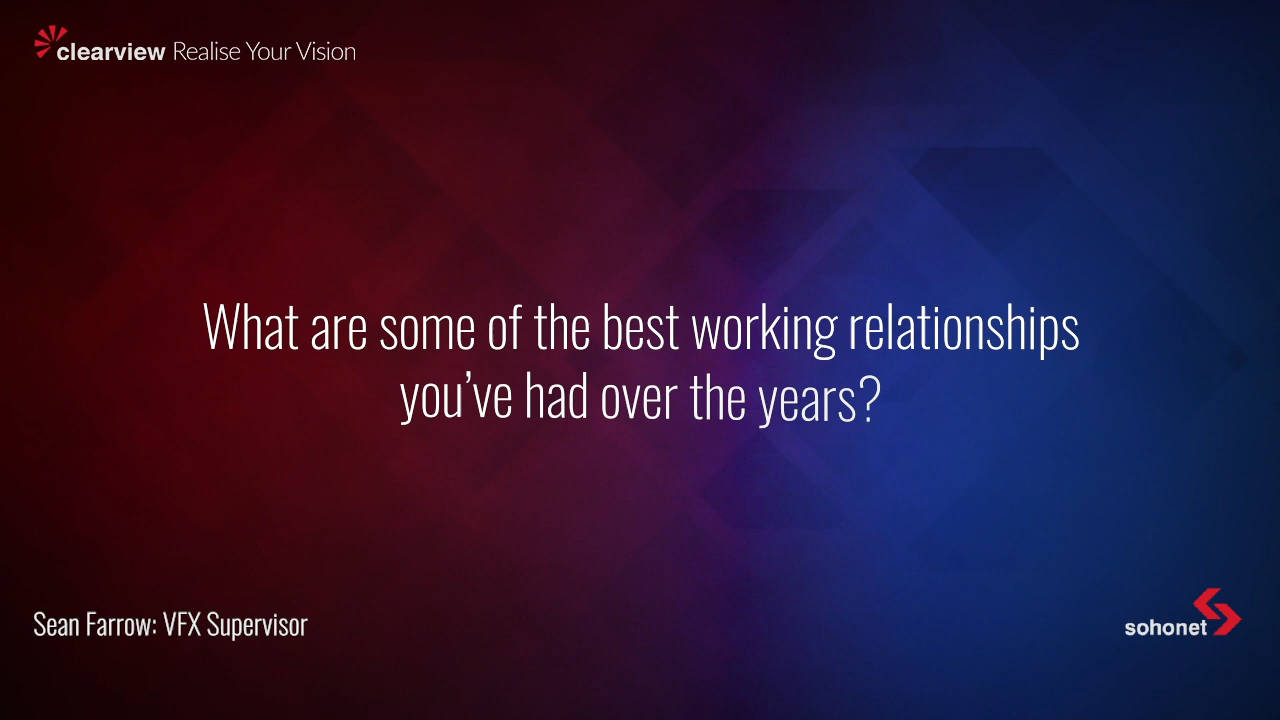 clearview Realise Your Vision
What are some of the best working relationships
you’ve had over the years?
Sean Farrow: VFX Supervisor
sohonet